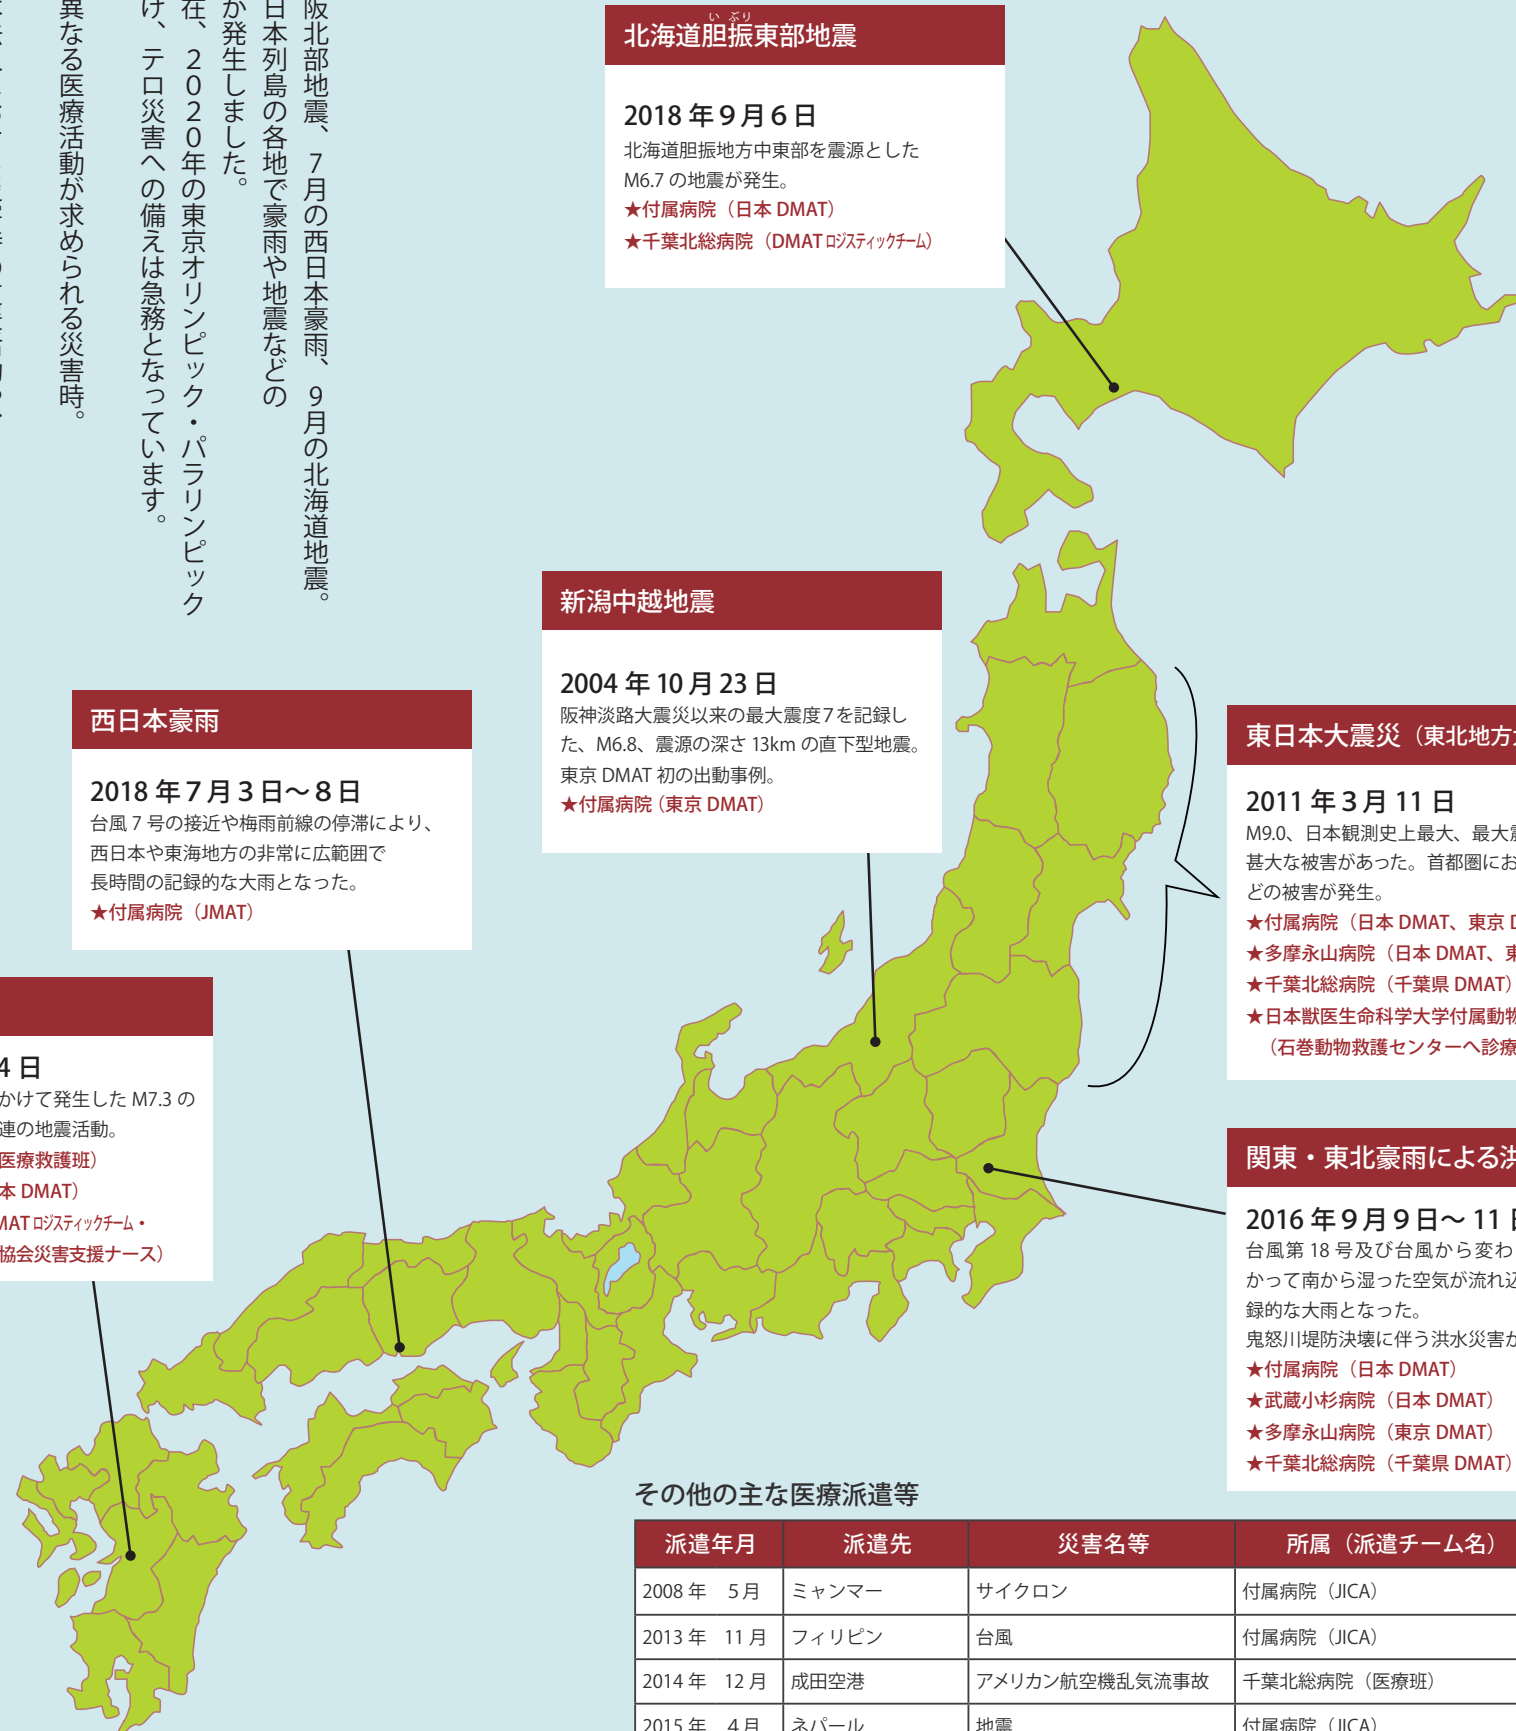 阪北部地震、7月の西日本豪雨、9月の北海道地震。
日本列島の各地で豪雨や地震などの
が発生しました。
在、2020年の東京オリンピック・パラリンピック
け、テロ災害への備えは急務となっています。
異なる医療活動が求められる災害時。
北海道胆振東部地震
いぶり
2018年9月6日
北海道胆振地方中東部を震源とした
M6.7の地震が発生。
★付属病院（日本DMAT）
★千葉北総病院（DMATロジスティックチーム）
新潟中越地震
2004年10月23日
阪神淡路大震災以来の最大震度7を記録し
た、M6.8、震源の深さ13kmの直下型地震。
東京DMAT初の出動事例。
★付属病院（東京DMAT）
西日本豪雨
2018年7月3日〜8日
台風7号の接近や梅雨前線の停滞により、
西日本や東海地方の非常に広範囲で
長時間の記録的な大雨となった。
★付属病院（JMAT）
4日
かけて発生したM7.3の
連の地震活動。
医療救護班）
本DMAT）
MATロジスティックチーム・
協会災害支援ナース）
東日本大震災（東北地方
2011年3月11日
M9.0、日本観測史上最大、最大震
甚大な被害があった。首都圏にお
どの被害が発生。
★付属病院（日本DMAT、東京D
★多摩永山病院（日本DMAT、東
★千葉北総病院（千葉県DMAT）
★日本獣医生命科学大学付属動物
（石巻動物救護センターへ診療
関東・東北豪雨による洪
2016年9月9日〜11日
台風第18号及び台風から変わ
かって南から湿った空気が流れ込
録的な大雨となった。
鬼怒川堤防決壊に伴う洪水災害が
★付属病院（日本DMAT）
★武蔵小杉病院（日本DMAT）
★多摩永山病院（東京DMAT）
★千葉北総病院（千葉県DMAT）
その他の主な医療派遣等
派遣年月 派遣先 災害名等 所属（派遣チーム名）
2008年 5月 ミャンマー サイクロン 付属病院（JICA）
2013年 11月 フィリピン 台風 付属病院（JICA）
2014年 12月 成田空港 アメリカン航空機乱気流事故 千葉北総病院（医療班）
2015年 4月 ネパール 地震 付属病院（JICA）